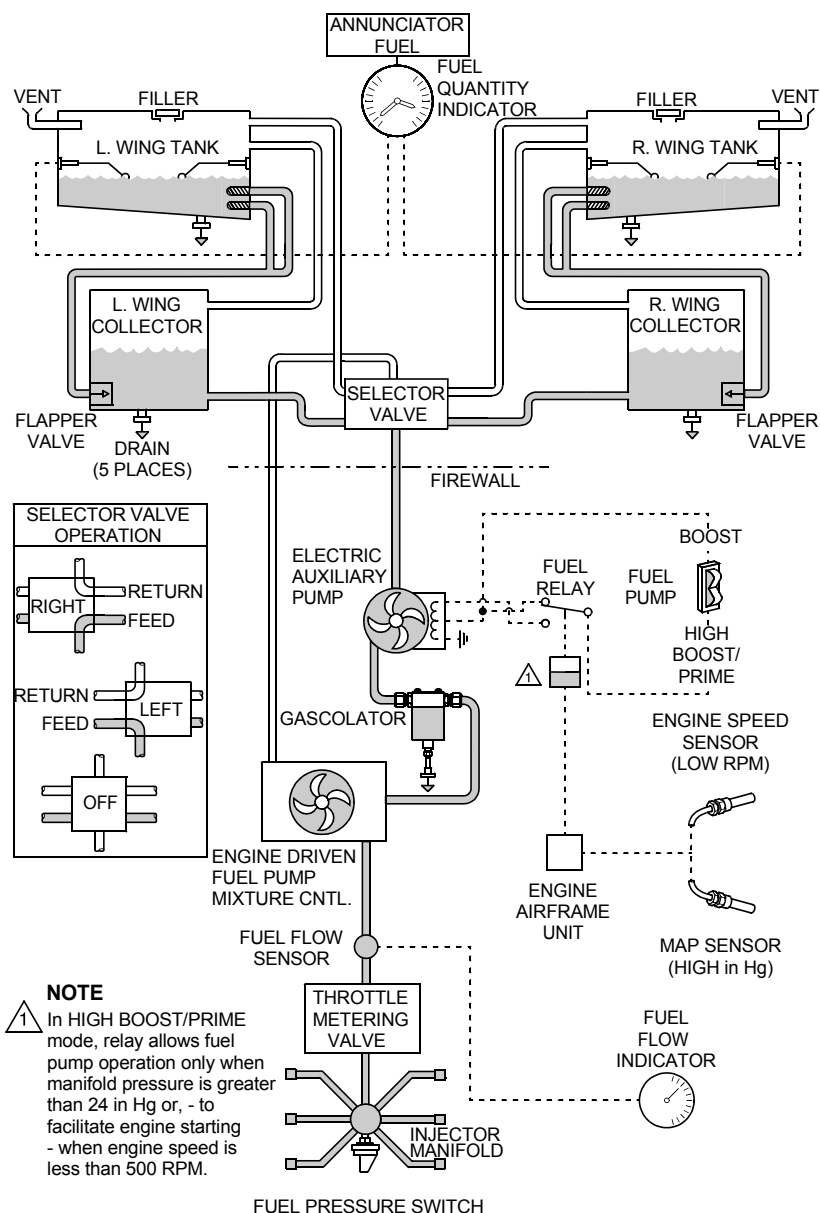 ANNUNCIATOR
FUEL
FUEL
QUANTITY
INDICATOR
VENT
FILLER
L. WING TANK
FILLER
VENT
R. WING TANK
L. WING
COLLECTOR
R. WING
COLLECTOR
SELECTOR
VALVE
FLAPPER
VALVE
DRAIN
(5 PLACES)
FLAPPER
VALVE
FIREWALL
SELECTOR VALVE
OPERATION
RIGHT
RETURN
FEED
RETURN
FEED
LEFT
OFF
ELECTRIC
AUXILIARY
PUMP
FUEL
RELAY
BOOST
FUEL
PUMP
HIGH
BOOST/
PRIME
1
GASCOLATOR
ENGINE SPEED
SENSOR
(LOW RPM)
ENGINE DRIVEN
FUEL PUMP
MIXTURE CNTL.
ENGINE
AIRFRAME
UNIT
MAP SENSOR
(HIGH in Hg)
FUEL FLOW
SENSOR
THROTTLE
METERING
VALVE
FUEL
FLOW
INDICATOR
INJECTOR
MANIFOLD
FUEL PRESSURE SWITCH
NOTE
1
In HIGH BOOST/PRIME
mode, relay allows fuel
pump operation only when
manifold pressure is greater
than 24 in Hg or, - to
facilitate engine starting
- when engine speed is
less than 500 RPM.